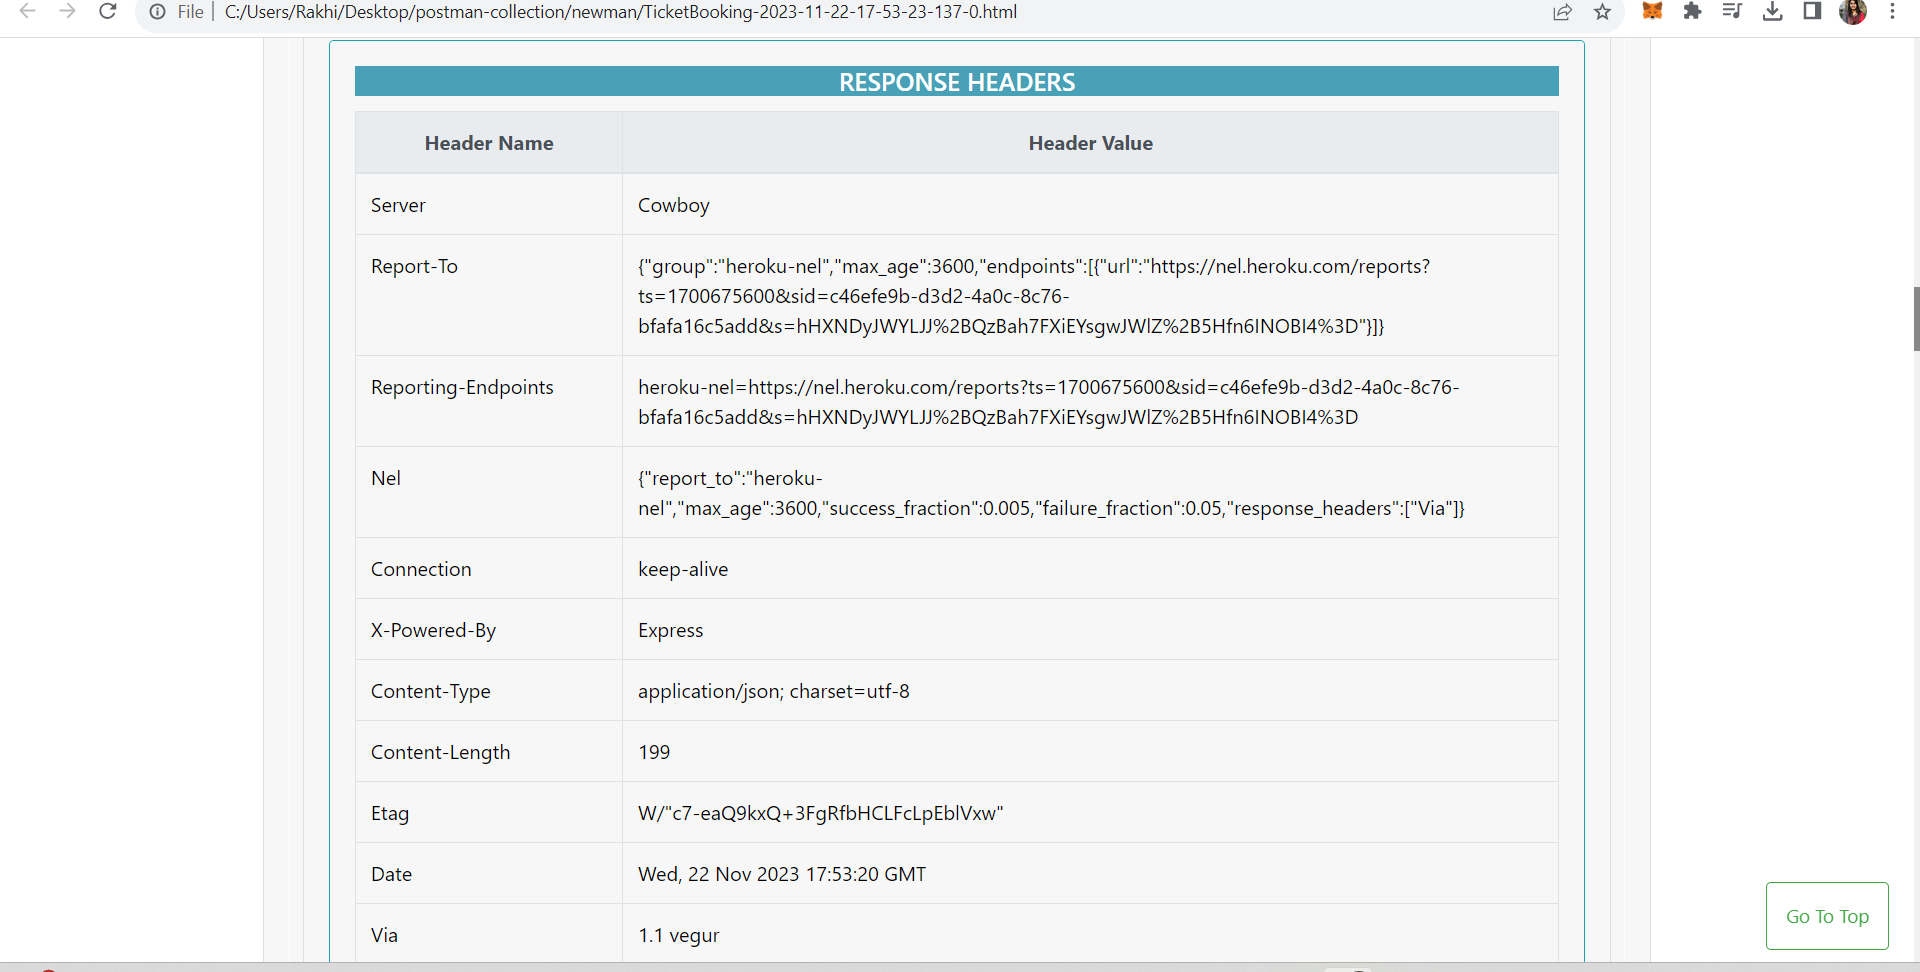 File C:/Users/Rakhi/Desktop/postman-collection/newman/TicketBooking-2023-11-22-17-53-23-137-0.html
RESPONSE HEADERS
Header Name Header Value
Server Cowboy
Report-To {"group":"heroku-nel","max_age":3600,"endpoints":[{"url":"https://nel.heroku.com/reports?
ts=1700675600&sid=c46efe9b-d3d2-4a0c-8c76-
bfafa16c5add&s=hHXNDyJWYLJJ%2BQzBah7FXiEYsgwJWlZ%2B5Hfn6INOBI4%3D"}]}
Reporting-Endpoints heroku-nel=https://nel.heroku.com/reports?ts=1700675600&sid=c46efe9b-d3d2-4a0c-8c76-
bfafa16c5add&s=hHXNDyJWYLJJ%2BQzBah7FXiEYsgwJWlZ%2B5Hfn6INOBI4%3D
Nel {"report_to":"heroku-
nel","max_age":3600,"success_fraction":0.005,"failure_fraction":0.05,"response_headers":["Via"]}
Connection keep-alive
X-Powered-By Express
Content-Type application/json; charset=utf-8
Content-Length 199
Etag W/"c7-eaQ9kxQ+3FgRfbHCLFcLpEblVxw"
Date Wed, 22 Nov 2023 17:53:20 GMT
Via 1.1 vegur
Go To Top